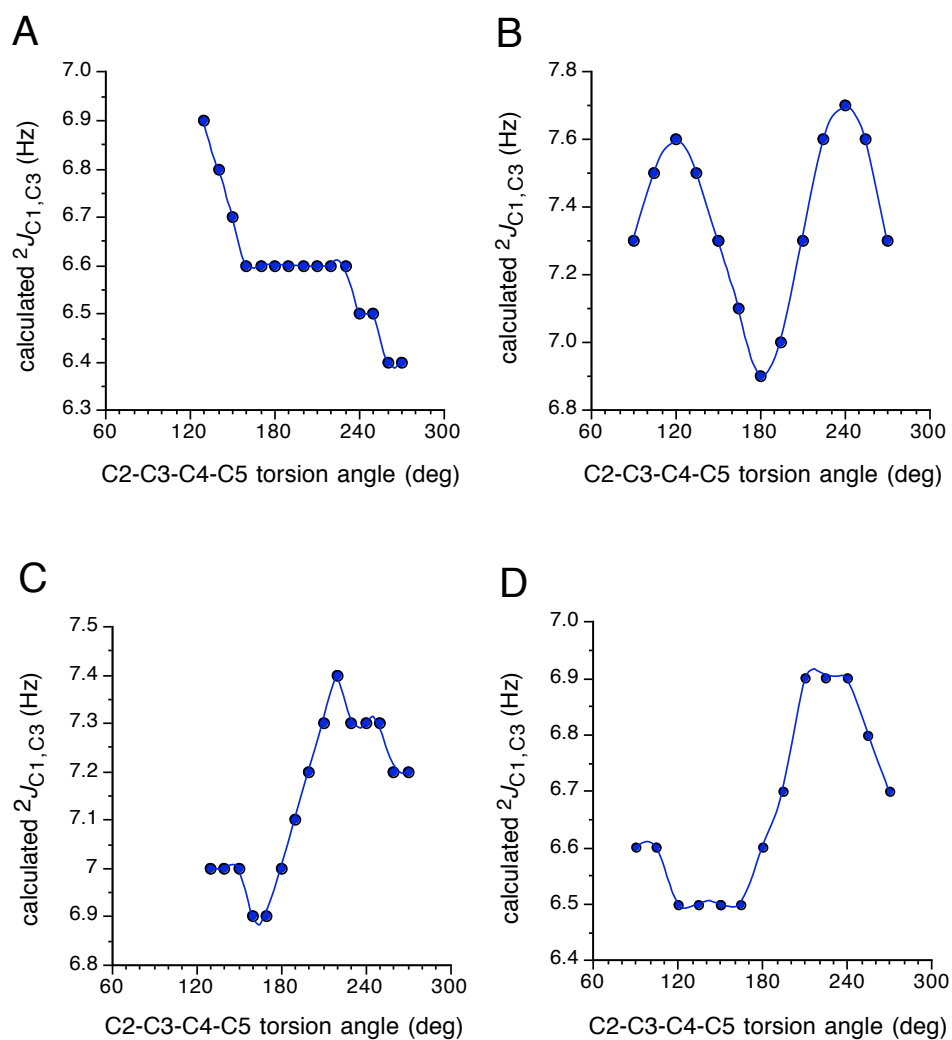 A
7.0
6.9
6.8
6.7
6.6
6.5
6.4
6.3
60 120 180 240 300
calculated ²J C1,C3 (Hz)
C2-C3-C4-C5 torsion angle (deg)
B
7.8
7.6
7.4
7.2
7.0
6.8
60 120 180 240 300
calculated ²J C1,C3 (Hz)
C2-C3-C4-C5 torsion angle (deg)
C
7.5
7.4
7.3
7.2
7.1
7
6.9
6.8
60 120 180 240 300
calculated ²J C1,C3 (Hz)
C2-C3-C4-C5 torsion angle (deg)
D
7.0
6.9
6.8
6.7
6.6
6.5
6.4
60 120 180 240 300
calculated ²J C1,C3 (Hz)
C2-C3-C4-C5 torsion angle (deg)